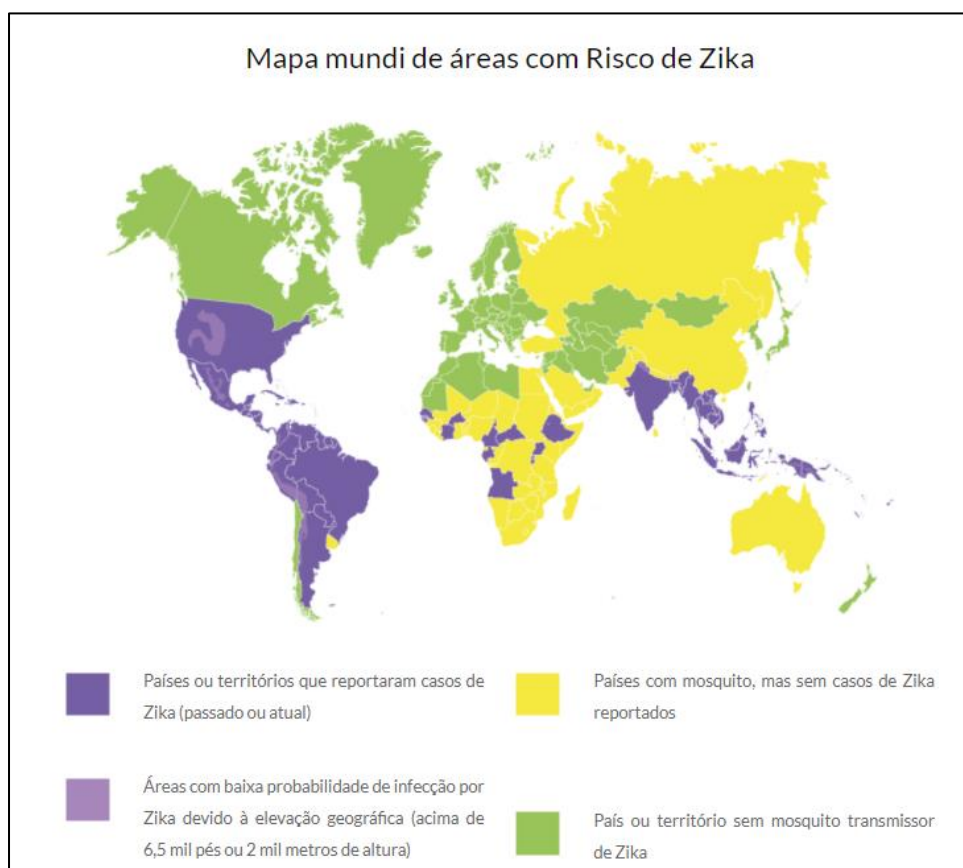 Mapa mundi de áreas com Risco de Zika
Países ou territórios que reportaram casos de
Zika (passado ou atual)
Países com mosquito, mas sem casos de Zika
reportados
Áreas com baixa probabilidade de infecção por
Zika devido à elevação geográfica (acima de
6,5 mil pés ou 2 mil metros de altura)
País ou território sem mosquito transmissor
de Zika